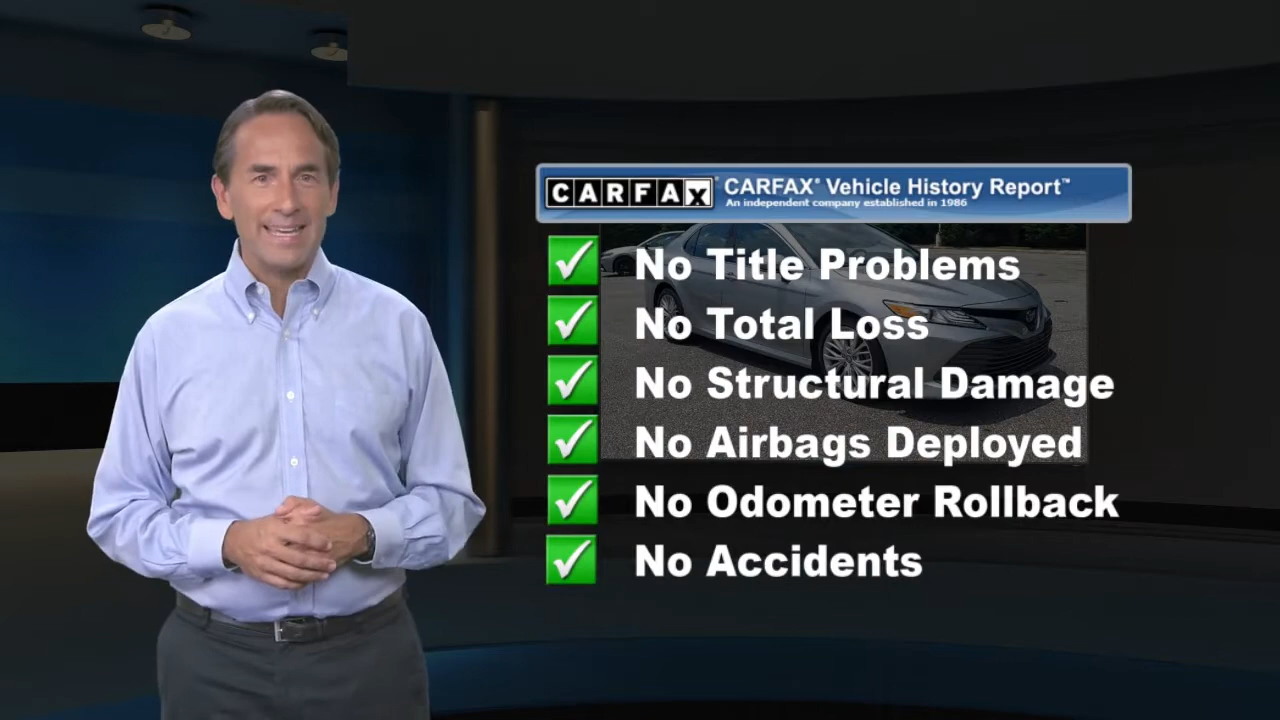 CARFAX® CARFAX® Vehicle History Report™
An independent company established in 1986
No Title Problems
No Total Loss
No Structural Damage
No Airbags Deployed
No Odometer Rollback
No Accidents